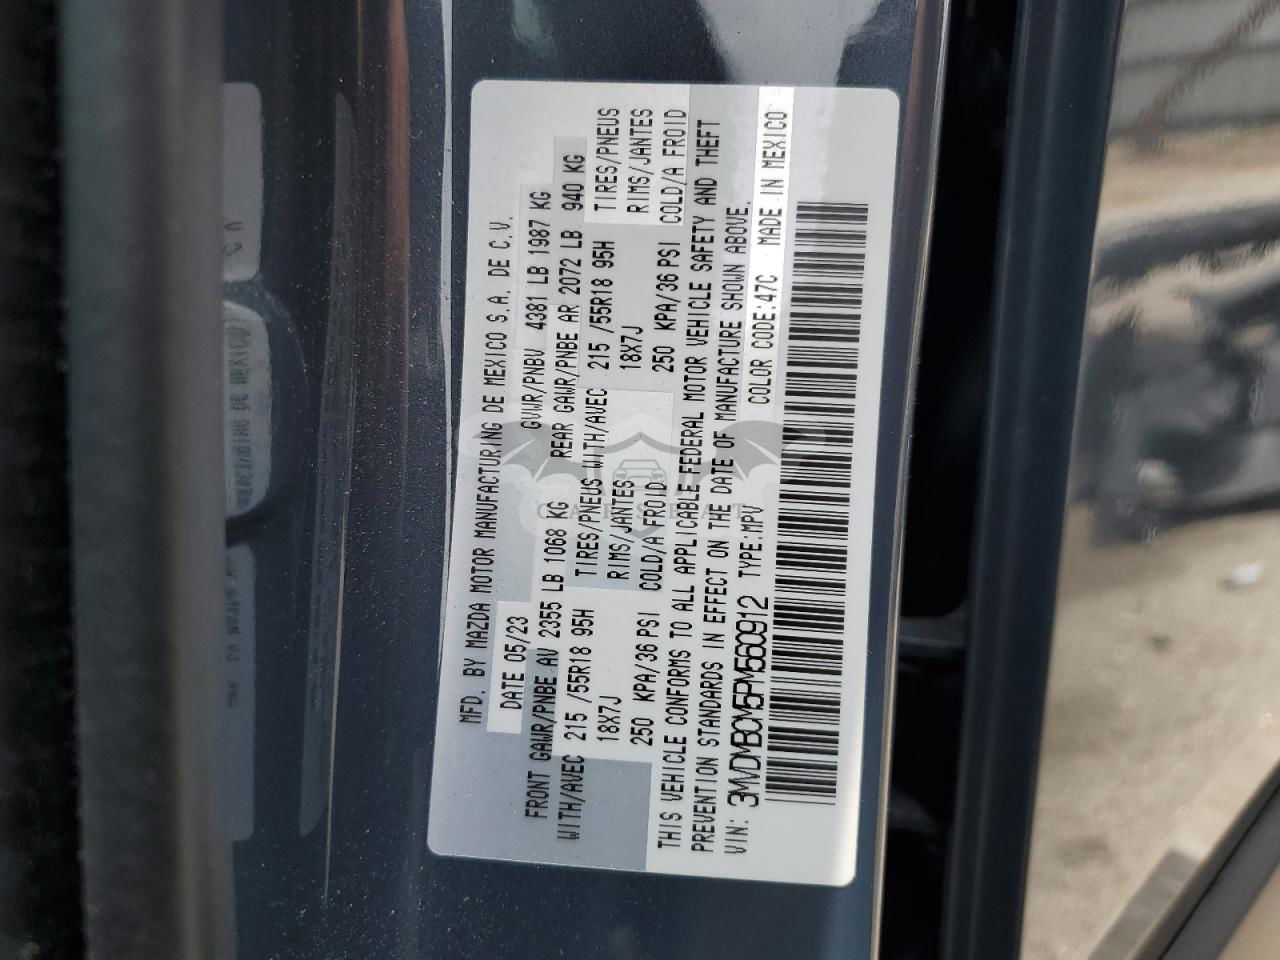 MFD. BY MAZDA MOTOR MANUFACTURING DE MEXICO S.A. DE C.V.
DATE 05/23 GVWR/PNBV 4381 LB 1987 KG
FRONT GAWR/PNBE AV 2355 LB 1068 KG REAR GAWR/PNBE AR 2072 LB 940 KG
WITH/AVEC 215 /55R18 95H TIRES/PNEUS WITH/AVEC 215 /55R18 95H TIRES/PNEUS
18X7J RIMS/JANTES 18X7J RIMS/JANTES
250 KPA/36 PSI COLD/A FROID 250 KPA/36 PSI COLD/A FROID
THIS VEHICLE CONFORMS TO ALL APPLICABLE FEDERAL MOTOR VEHICLE SAFETY AND THEFT
PREVENTION STANDARDS IN EFFECT ON THE DATE OF MANUFACTURE SHOWN ABOVE.
VIN: 3MVDMBCM5PM560912 TYPE:MPV COLOR CODE:47C MADE IN MEXICO